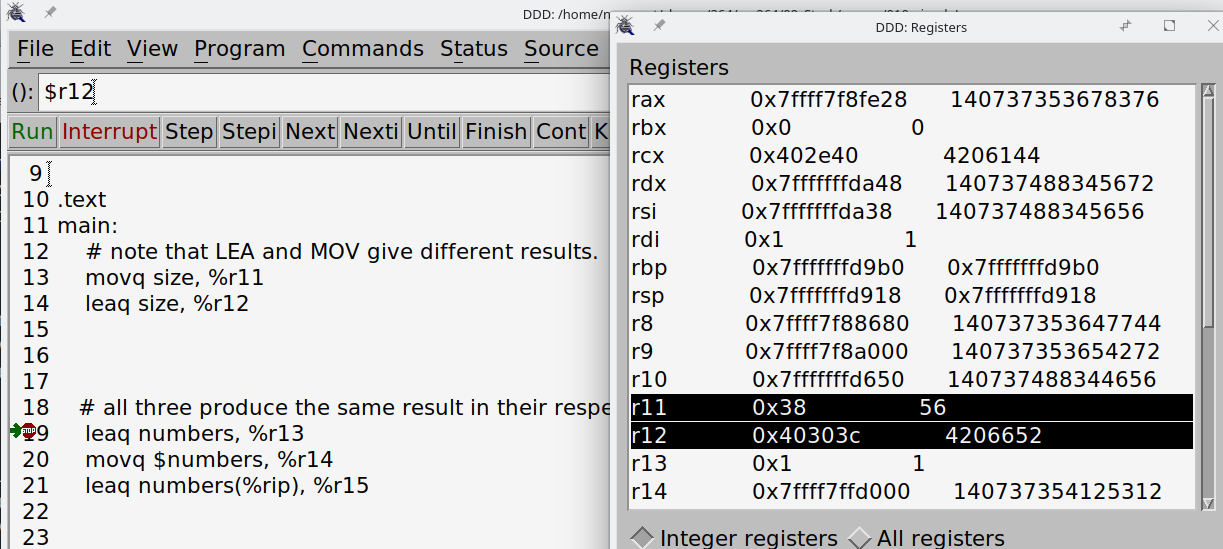 DDD: /home/n
File Edit View Program Commands Status Source
(): $r12
Run Interrupt Step Stepi Next Nexti Until Finish Cont K
9
10 .text
11 main:
12 # note that LEA and MOV give different results.
13 movq size, %r11
14 leaq size, %r12
15
16
17
18 # all three produce the same result in their respe
19 leaq numbers, %r13
20 movq $numbers, %r14
21 leaq numbers(%rip), %r15
22
23
DDD: Registers
Registers
rax 0x7ffff7f8fe28 140737353678376
rbx 0x0 0
rcx 0x402e40 4206144
rdx 0x7fffffffda48 140737488345672
rsi 0x7fffffffda38 140737488345656
rdi 0x1 1
rbp 0x7fffffffd9b0 0x7fffffffd9b0
rsp 0x7fffffffd918 0x7fffffffd918
r8 0x7ffff7f88680 140737353647744
r9 0x7ffff7f8a000 140737353654272
r10 0x7fffffffd650 140737488344656
r11 0x38 56
r12 0x40303c 4206652
r13 0x1 1
r14 0x7ffff7ffd000 140737354125312
Integer registers All registers